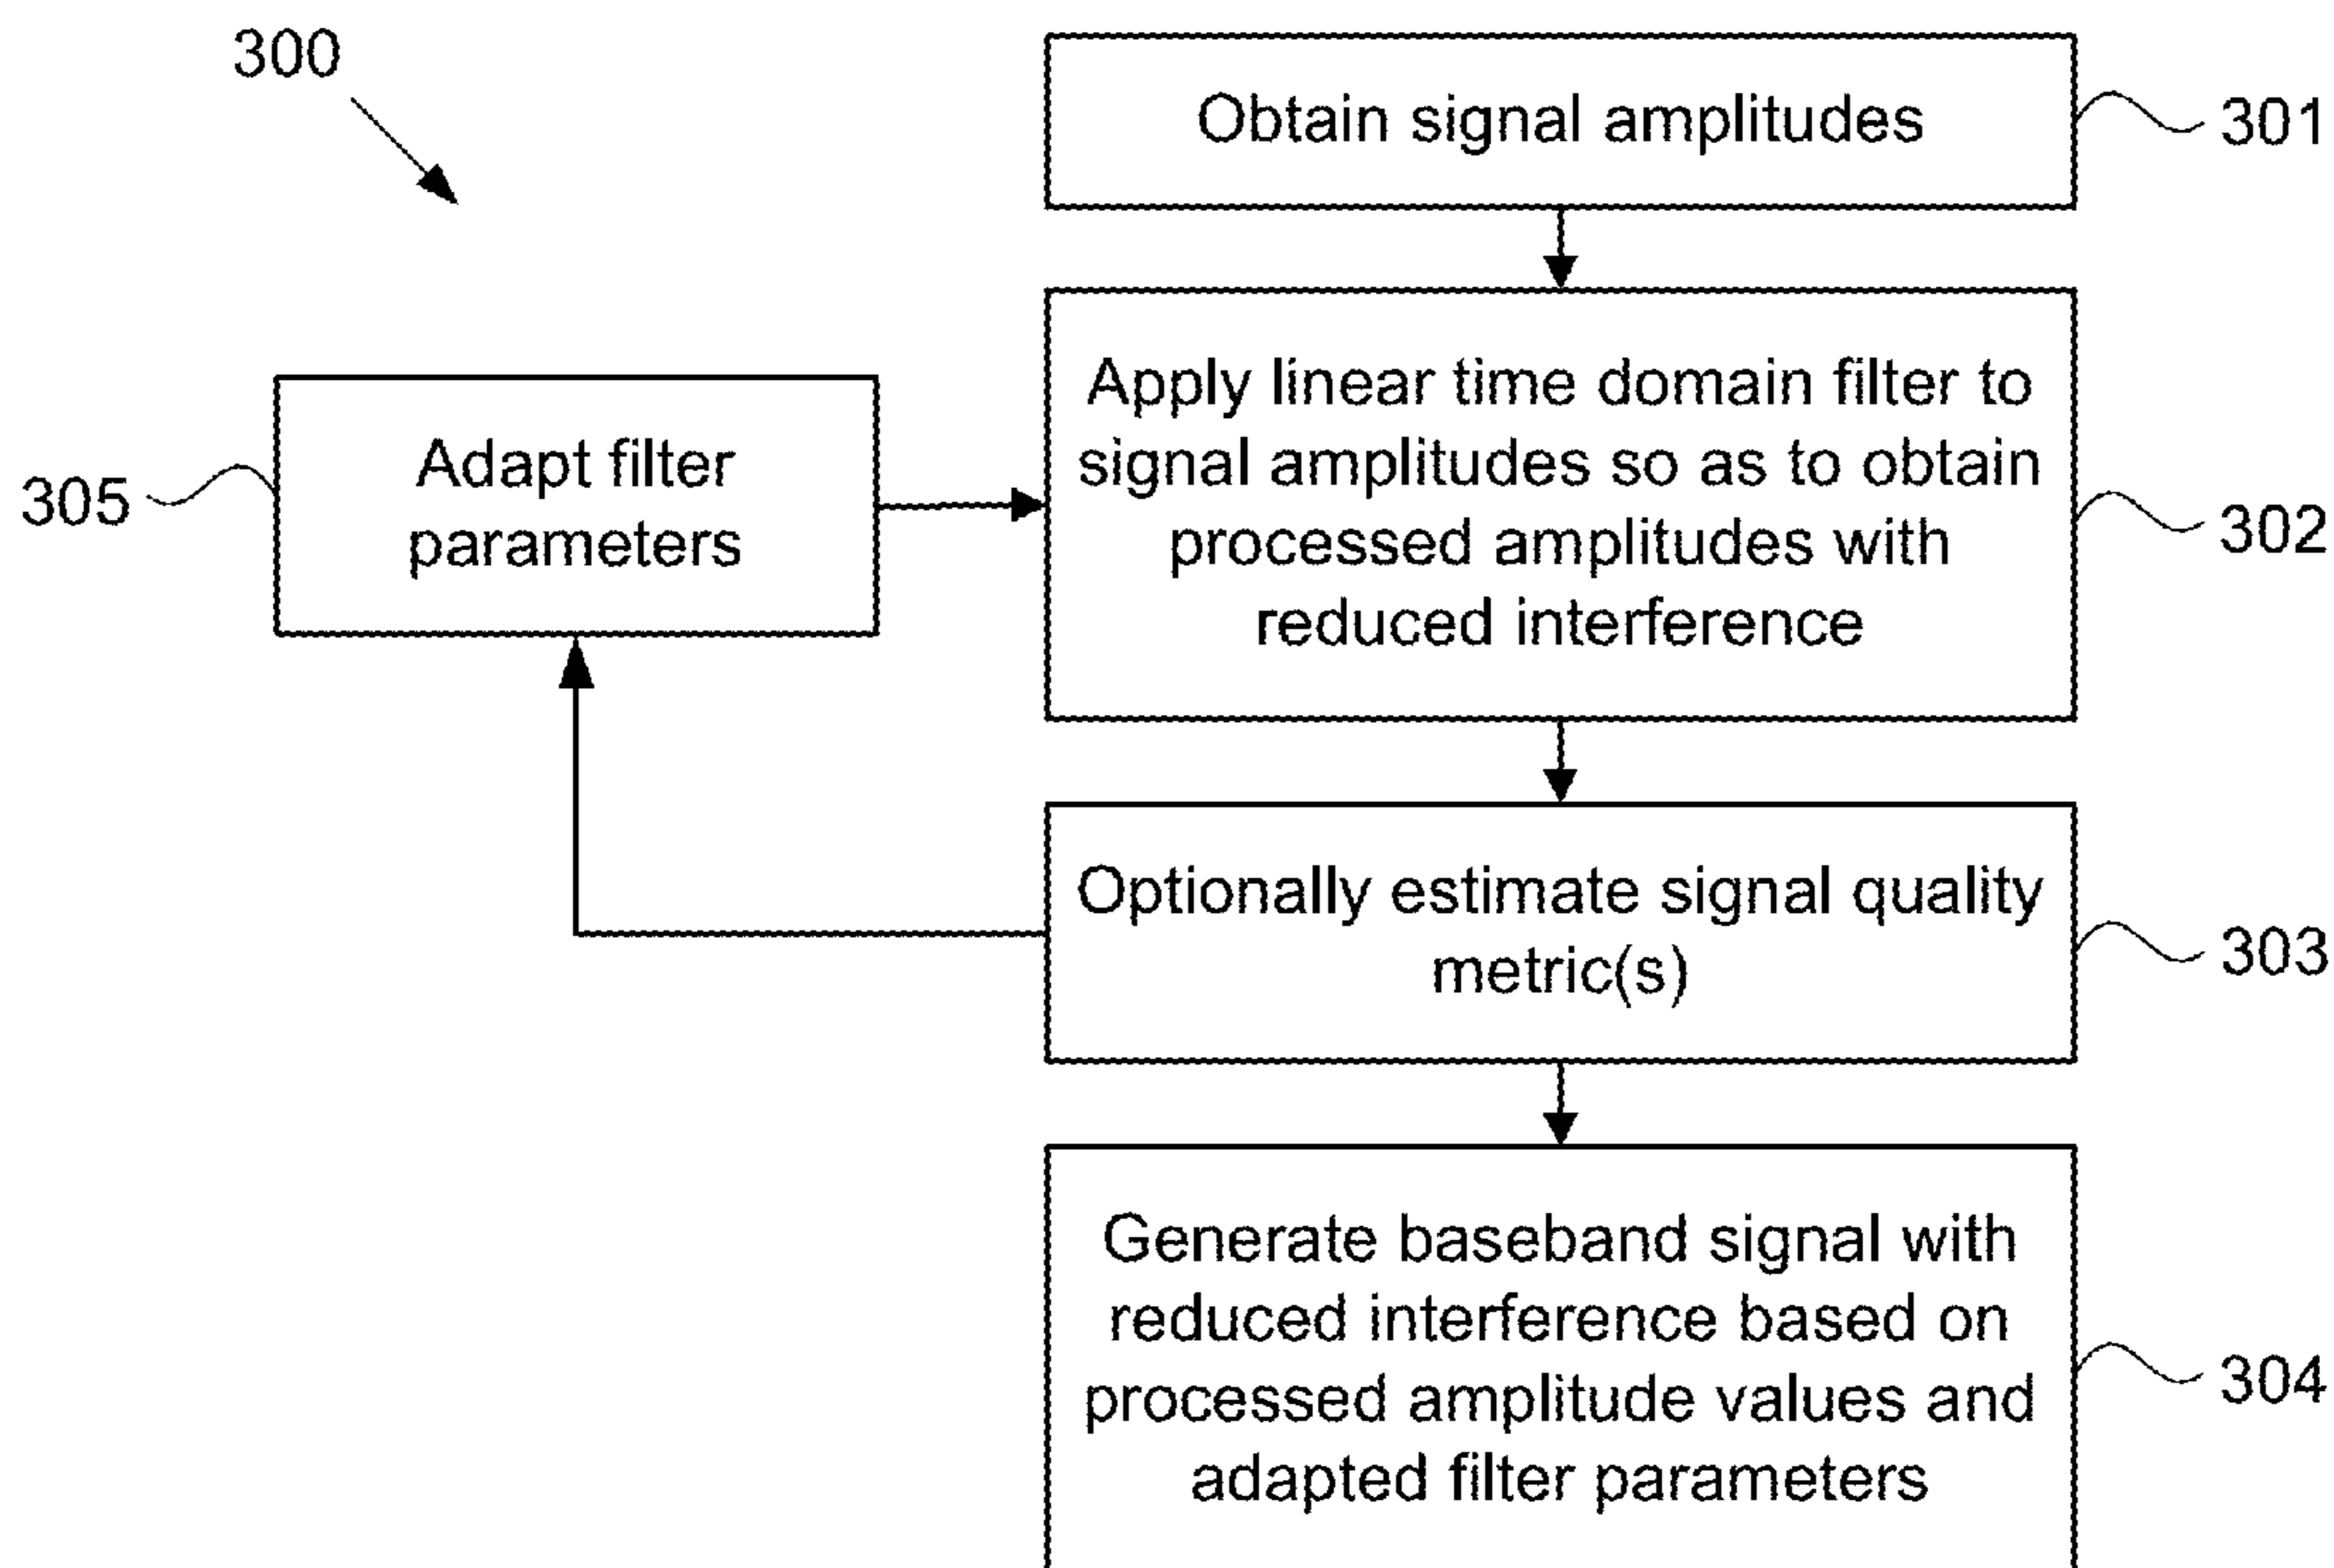 300
Obtain signal amplitudes
301
Apply linear time domain filter to
signal amplitudes so as to obtain
processed amplitudes with
reduced interference
302
Adapt filter
parameters
305
Optionally estimate signal quality
metric(s)
303
Generate baseband signal with
reduced interference based on
processed amplitude values and
adapted filter parameters
304